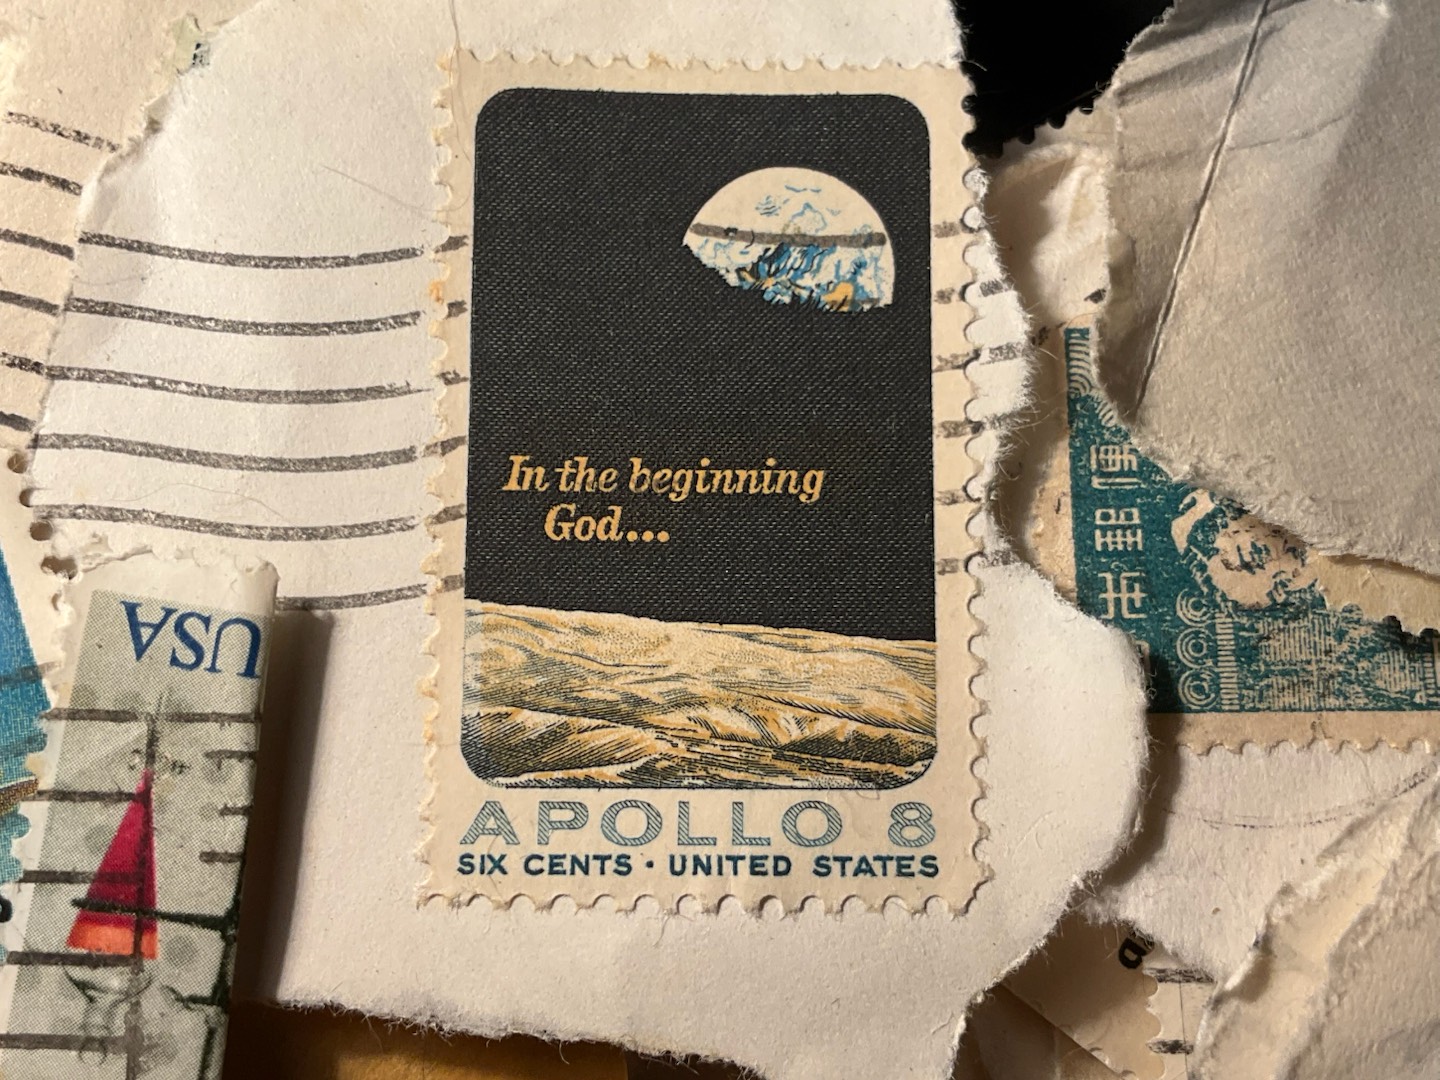 In the beginning
God...
APOLLO 8
SIX CENTS · UNITED STATES
USA